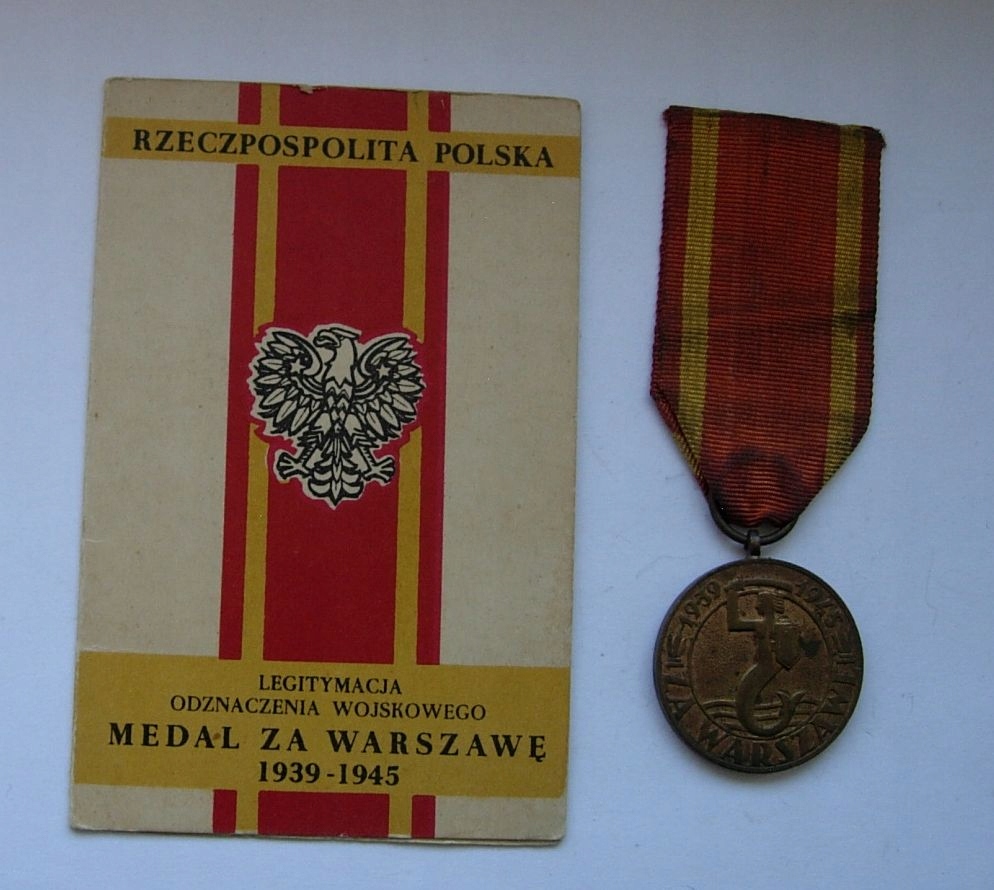 RZECZPOSPOLITA POLSKA
LEGITYMACJA
ODZNACZENIA WOJSKOWEGO
MEDAL ZA WARSZAWĘ
1939-1945
1939 1945
ZA WARSZAWĘ